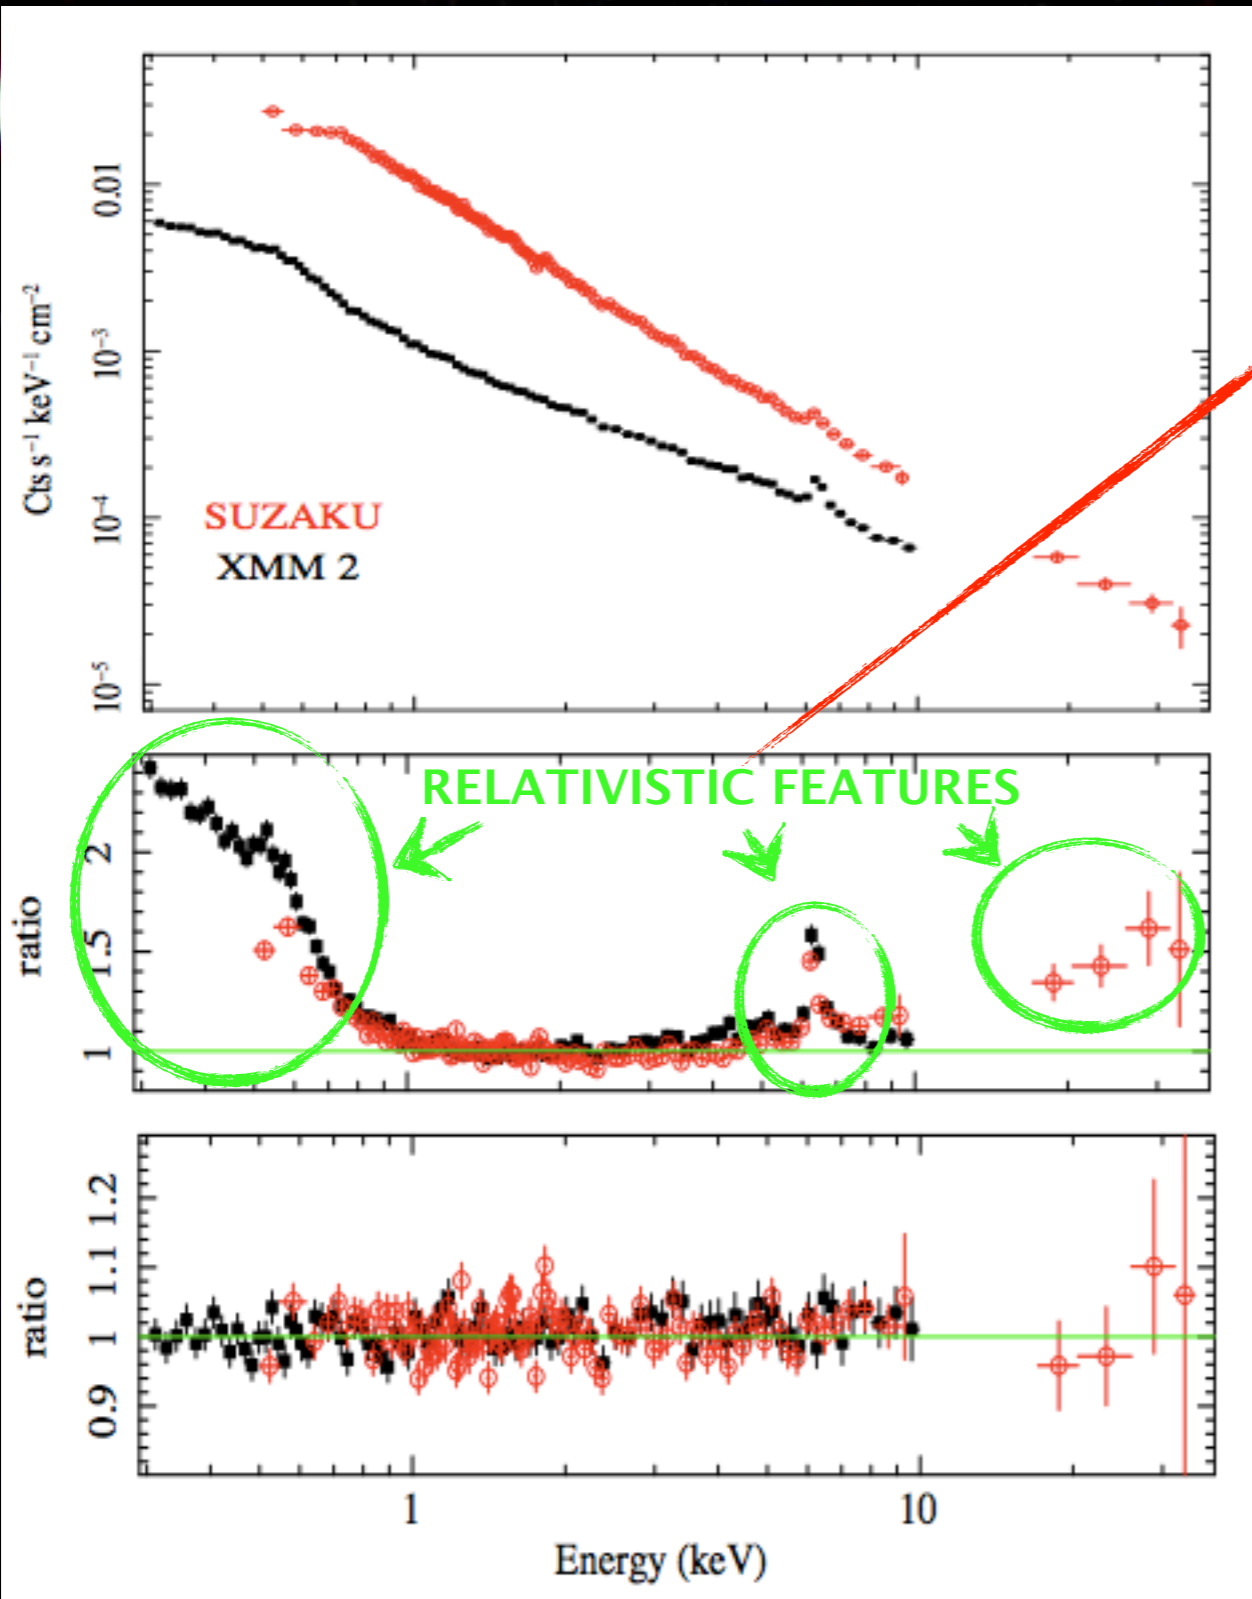 Cts s⁻¹ keV⁻¹ cm⁻²
0.01
10⁻³
10⁻⁴
10⁻⁵
SUZAKU
XMM 2
RELATIVISTIC FEATURES
ratio
2
1.5
1
ratio
1.2
1.1
1
0.9
1 10
Energy (keV)